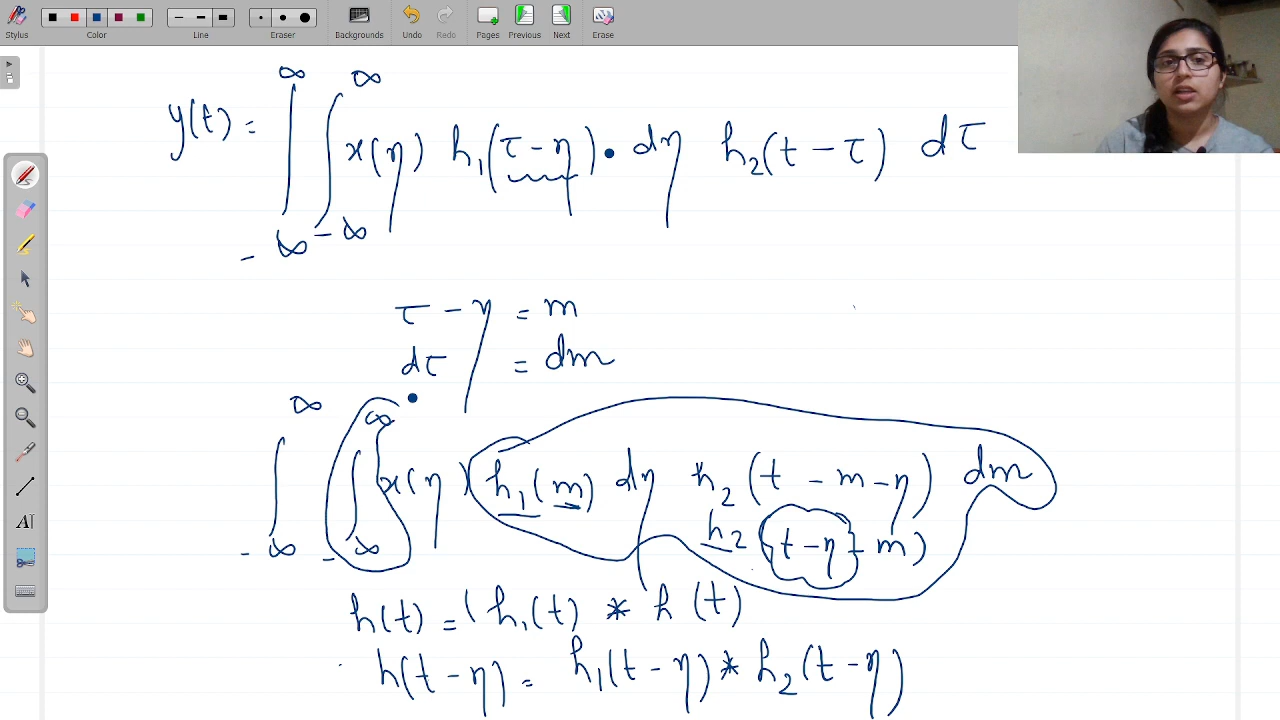 Stylus Color Line Eraser Backgrounds Undo Redo Pages Previous Next Erase
y(t) = ∫_{-∞}^{∞} ∫_{-∞}^{∞} x(η) h₁(τ - η) • dη h₂(t - τ) dτ
τ - η = m
dτ = dm
∫_{-∞}^{∞} ∫_{-∞}^{∞} x(η) h₁(m) dη h₂(t - m - η) dm
h₂(t - η - m)
h(t) = (h₁(t) * h(t)
h(t - η) = h₁(t - η) * h₂(t - η)